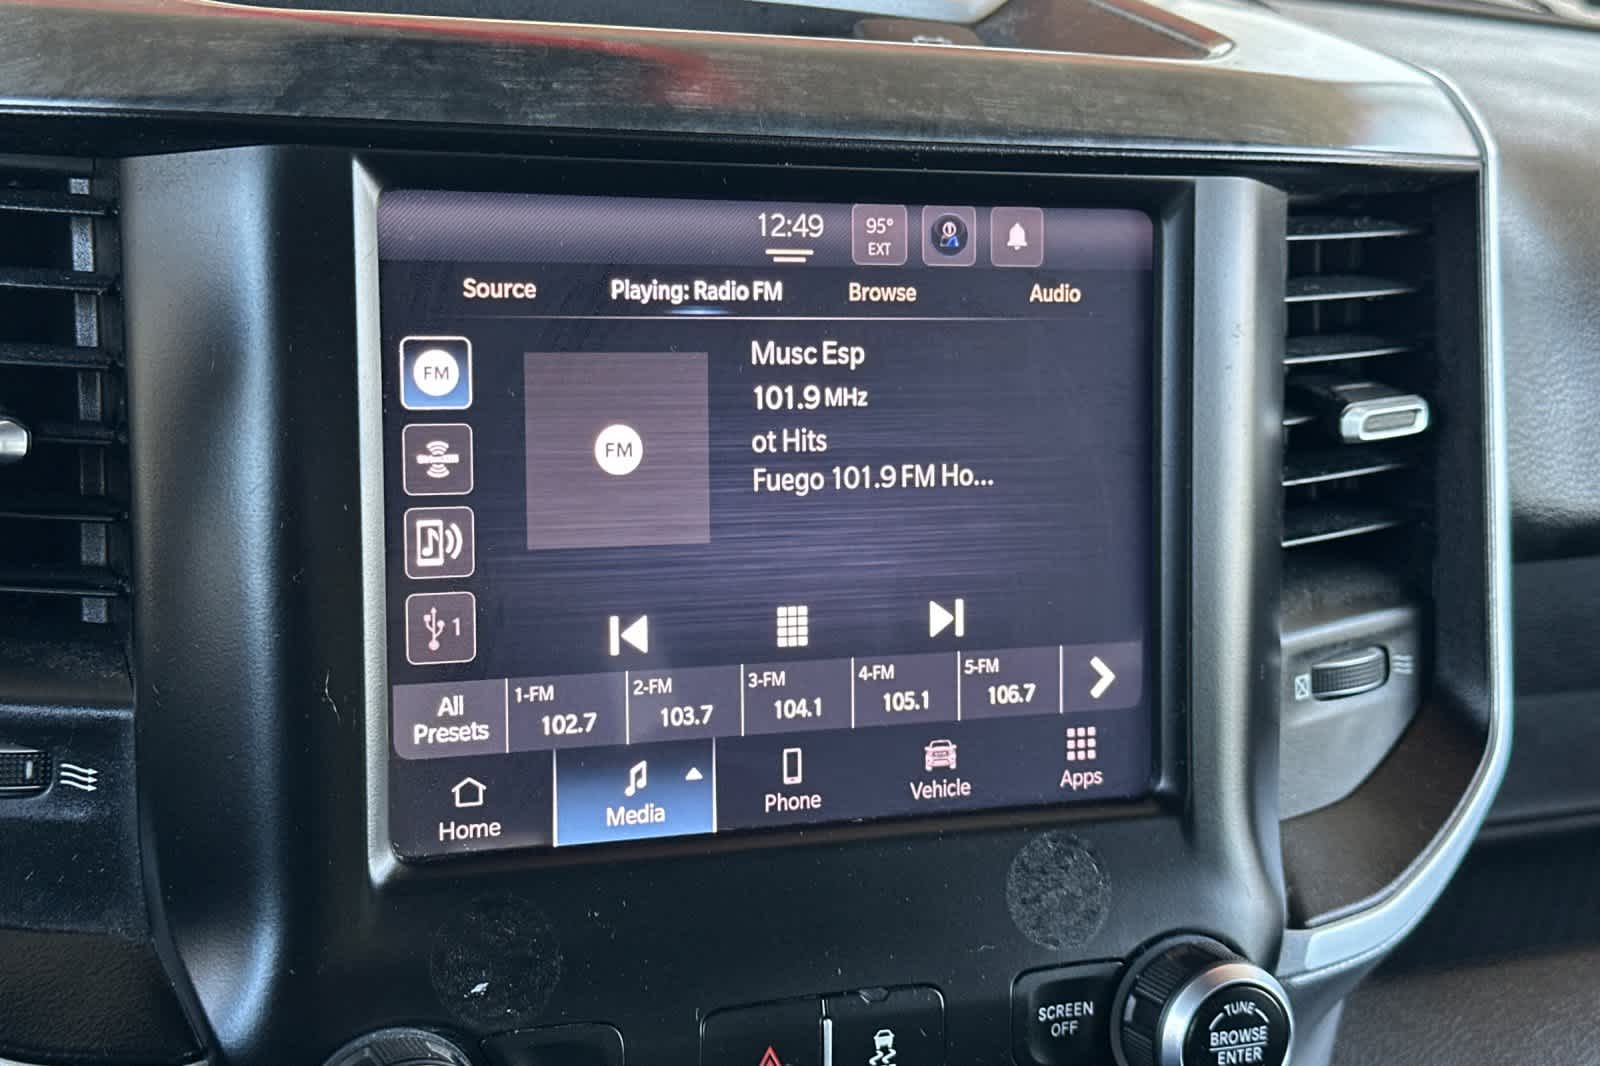 12:49
95°
EXT
Source
Playing: Radio FM
Browse
Audio
FM
FM
Musc Esp
101.9 MHz
ot Hits
Fuego 101.9 FM Ho...
1
All
Presets
1-FM
102.7
2-FM
103.7
3-FM
104.1
4-FM
105.1
5-FM
106.7
Home
Media
Phone
Vehicle
Apps
SCREEN
OFF
TUNE
BROWSE
ENTER